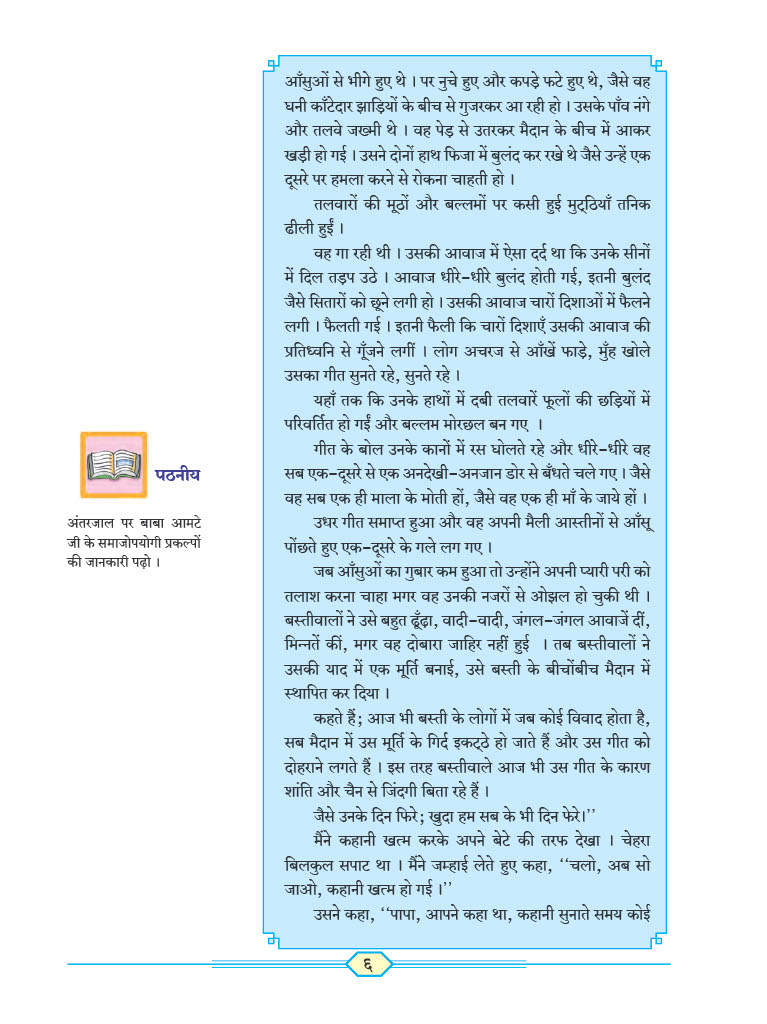 आँसुओं से भीगे हुए थे । पर नुचे हुए और कपड़े फटे हुए थे, जैसे वह
घनी काँटेदार झाड़ियों के बीच से गुजरकर आ रही हो । उसके पाँव नंगे
और तलवे जख्मी थे । वह पेड़ से उतरकर मैदान के बीच में आकर
खड़ी हो गई । उसने दोनों हाथ फिजा में बुलंद कर रखे थे जैसे उन्हें एक
दूसरे पर हमला करने से रोकना चाहती हो ।
तलवारों की मूठों और बल्लमों पर कसी हुई मुट्ठियाँ तनिक
ढीली हुईं ।
वह गा रही थी । उसकी आवाज में ऐसा दर्द था कि उनके सीनों
में दिल तड़प उठे । आवाज धीरे-धीरे बुलंद होती गई, इतनी बुलंद
जैसे सितारों को छूने लगी हो । उसकी आवाज चारों दिशाओं में फैलने
लगी । फैलती गई । इतनी फैली कि चारों दिशाएँ उसकी आवाज की
प्रतिध्वनि से गूँजने लगीं । लोग अचरज से आँखें फाड़े, मुँह खोले
उसका गीत सुनते रहे, सुनते रहे ।
यहाँ तक कि उनके हाथों में दबी तलवारें फूलों की छड़ियों में
परिवर्तित हो गईं और बल्लम मोरछल बन गए ।
गीत के बोल उनके कानों में रस घोलते रहे और धीरे-धीरे वह
सब एक-दूसरे से एक अनदेखी-अनजान डोर से बँधते चले गए । जैसे
वह सब एक ही माला के मोती हों, जैसे वह एक ही माँ के जाये हों ।
उधर गीत समाप्त हुआ और वह अपनी मैली आस्तीनों से आँसू
पोंछते हुए एक-दूसरे के गले लग गए ।
जब आँसुओं का गुबार कम हुआ तो उन्होंने अपनी प्यारी परी को
तलाश करना चाहा मगर वह उनकी नजरों से ओझल हो चुकी थी ।
बस्तीवालों ने उसे बहुत ढूँढ़ा, वादी-वादी, जंगल-जंगल आवाजें दीं,
मिन्नतें कीं, मगर वह दोबारा जाहिर नहीं हुई । तब बस्तीवालों ने
उसकी याद में एक मूर्ति बनाई, उसे बस्ती के बीचोंबीच मैदान में
स्थापित कर दिया ।
कहते हैं; आज भी बस्ती के लोगों में जब कोई विवाद होता है,
सब मैदान में उस मूर्ति के गिर्द इकट्ठे हो जाते हैं और उस गीत को
दोहराने लगते हैं । इस तरह बस्तीवाले आज भी उस गीत के कारण
शांति और चैन से जिंदगी बिता रहे हैं ।
जैसे उनके दिन फिरे; खुदा हम सब के भी दिन फेरे।’’
मैंने कहानी खत्म करके अपने बेटे की तरफ देखा । चेहरा
बिलकुल सपाट था । मैंने जम्हाई लेते हुए कहा, ‘‘चलो, अब सो
जाओ, कहानी खत्म हो गई ।’’
उसने कहा, ‘‘पापा, आपने कहा था, कहानी सुनाते समय कोई
पठनीय
अंतरजाल पर बाबा आमटे
जी के समाजोपयोगी प्रकल्पों
की जानकारी पढ़ो ।
६